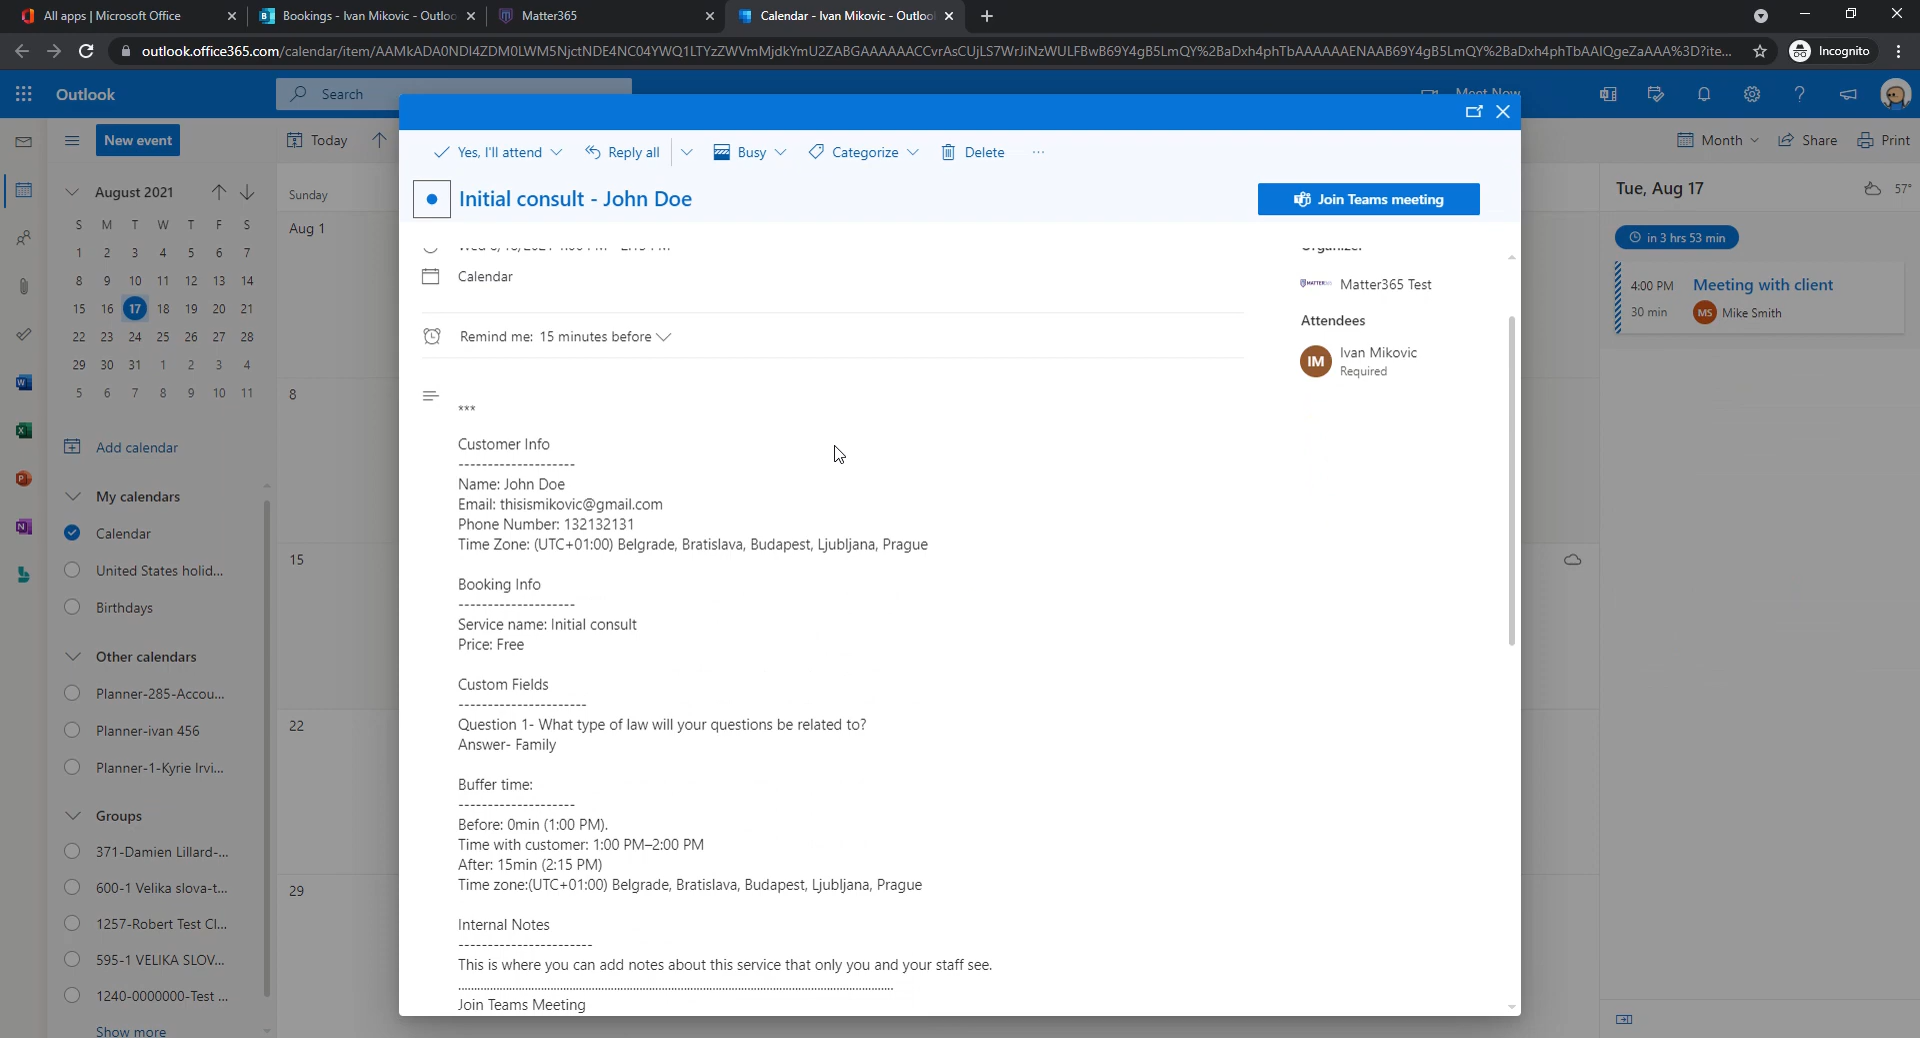 All apps | Microsoft Office
Bookings - Ivan Mikovic - Outloo
Matter365
Calendar - Ivan Mikovic - Outloo
Incognito
Outlook
Search
Meet Now
New event
Today
Month
Share
Print
August 2021
S M T W T F S
1 2 3 4 5 6 7
8 9 10 11 12 13 14
15 16 17 18 19 20 21
22 23 24 25 26 27 28
29 30 31 1 2 3 4
5 6 7 8 9 10 11
Add calendar
My calendars
Calendar
United States holid...
Birthdays
Other calendars
Planner-285-Accou...
Planner-ivan 456
Planner-1-Kyrie Irvi...
Groups
371-Damien Lillard-...
600-1 Velika slova-t...
1257-Robert Test Cl...
595-1 VELIKA SLOV...
1240-0000000-Test ...
Show more
Sunday
Aug 1
8
15
22
29
Yes, I'll attend
Reply all
Busy
Categorize
Delete
...
Initial consult - John Doe
Join Teams meeting
Calendar
Remind me: 15 minutes before
***
Customer Info
--------------------
Name: John Doe
Email: thisismikovic@gmail.com
Phone Number: 132132131
Time Zone: (UTC+01:00) Belgrade, Bratislava, Budapest, Ljubljana, Prague
Booking Info
--------------------
Service name: Initial consult
Price: Free
Custom Fields
----------------------
Question 1- What type of law will your questions be related to?
Answer- Family
Buffer time:
--------------------
Before: 0min (1:00 PM).
Time with customer: 1:00 PM–2:00 PM
After: 15min (2:15 PM)
Time zone:(UTC+01:00) Belgrade, Bratislava, Budapest, Ljubljana, Prague
Internal Notes
-----------------------
This is where you can add notes about this service that only you and your staff see.
Join Teams Meeting
Organizer
Matter365 Test
Attendees
IM
Ivan Mikovic
Required
Tue, Aug 17
57°
in 3 hrs 53 min
4:00 PM Meeting with client
30 min MS Mike Smith